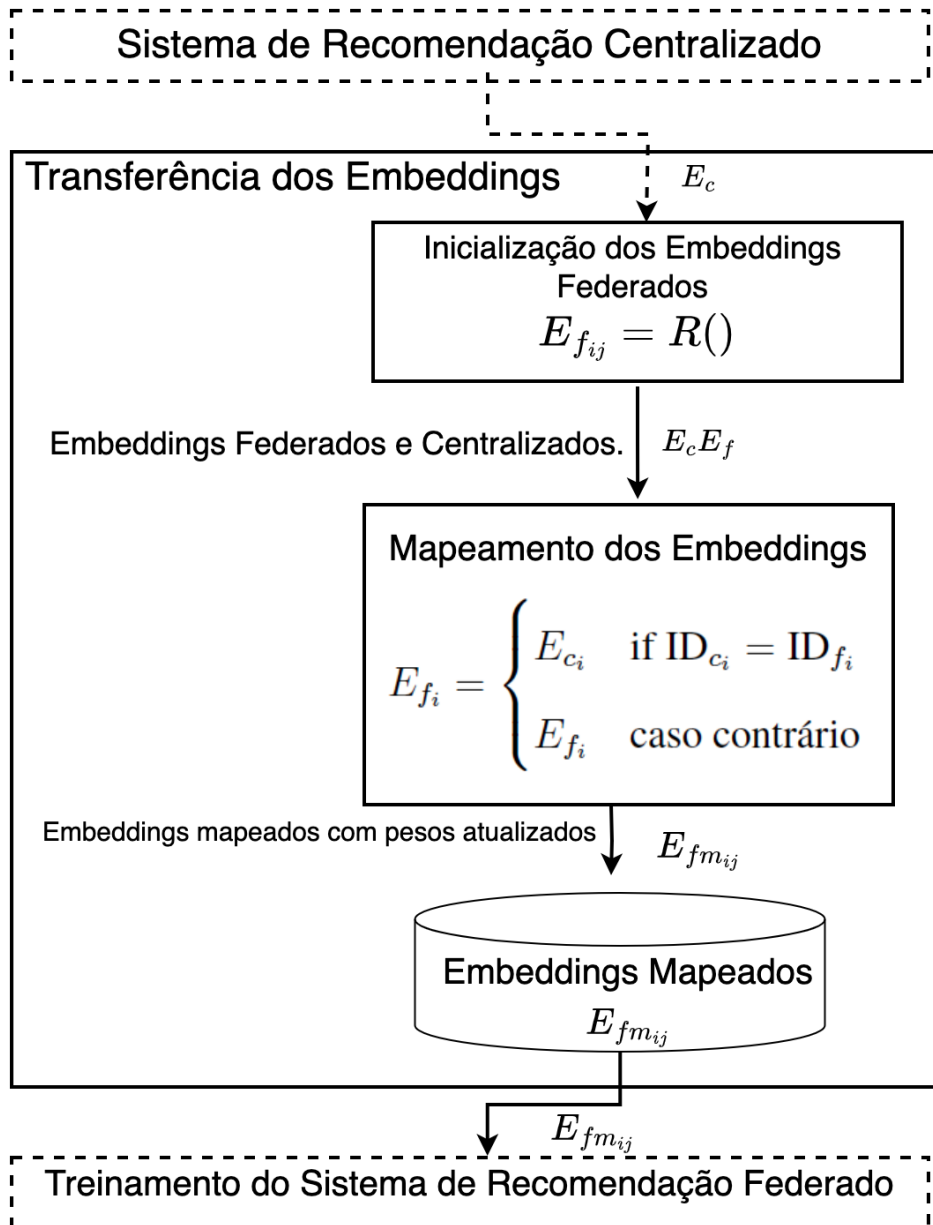 Sistema de Recomendação Centralizado
Transferência dos Embeddings
E_c
Inicialização dos Embeddings
Federados
E_{f_{ij}} = R()
Embeddings Federados e Centralizados.
E_c E_f
Mapeamento dos Embeddings
E_{f_i} = { E_{c_i} if ID_{c_i} = ID_{f_i}
E_{f_i} caso contrário
Embeddings mapeados com pesos atualizados
E_{fm_{ij}}
Embeddings Mapeados
E_{fm_{ij}}
E_{fm_{ij}}
Treinamento do Sistema de Recomendação Federado